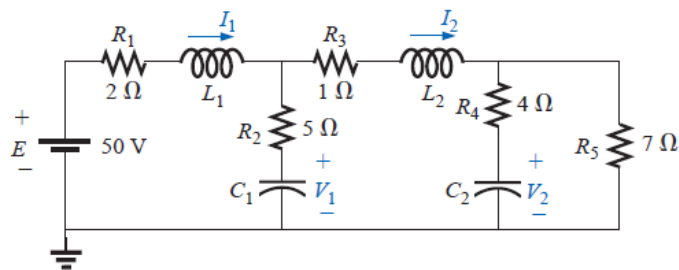 I₁ I₂
R₁ R₃
2 Ω L₁ 1 Ω L₂ R₄ 4 Ω
R₂ 5 Ω
+ E − 50 V R₅ 7 Ω
C₁ + V₁ − C₂ + V₂ −